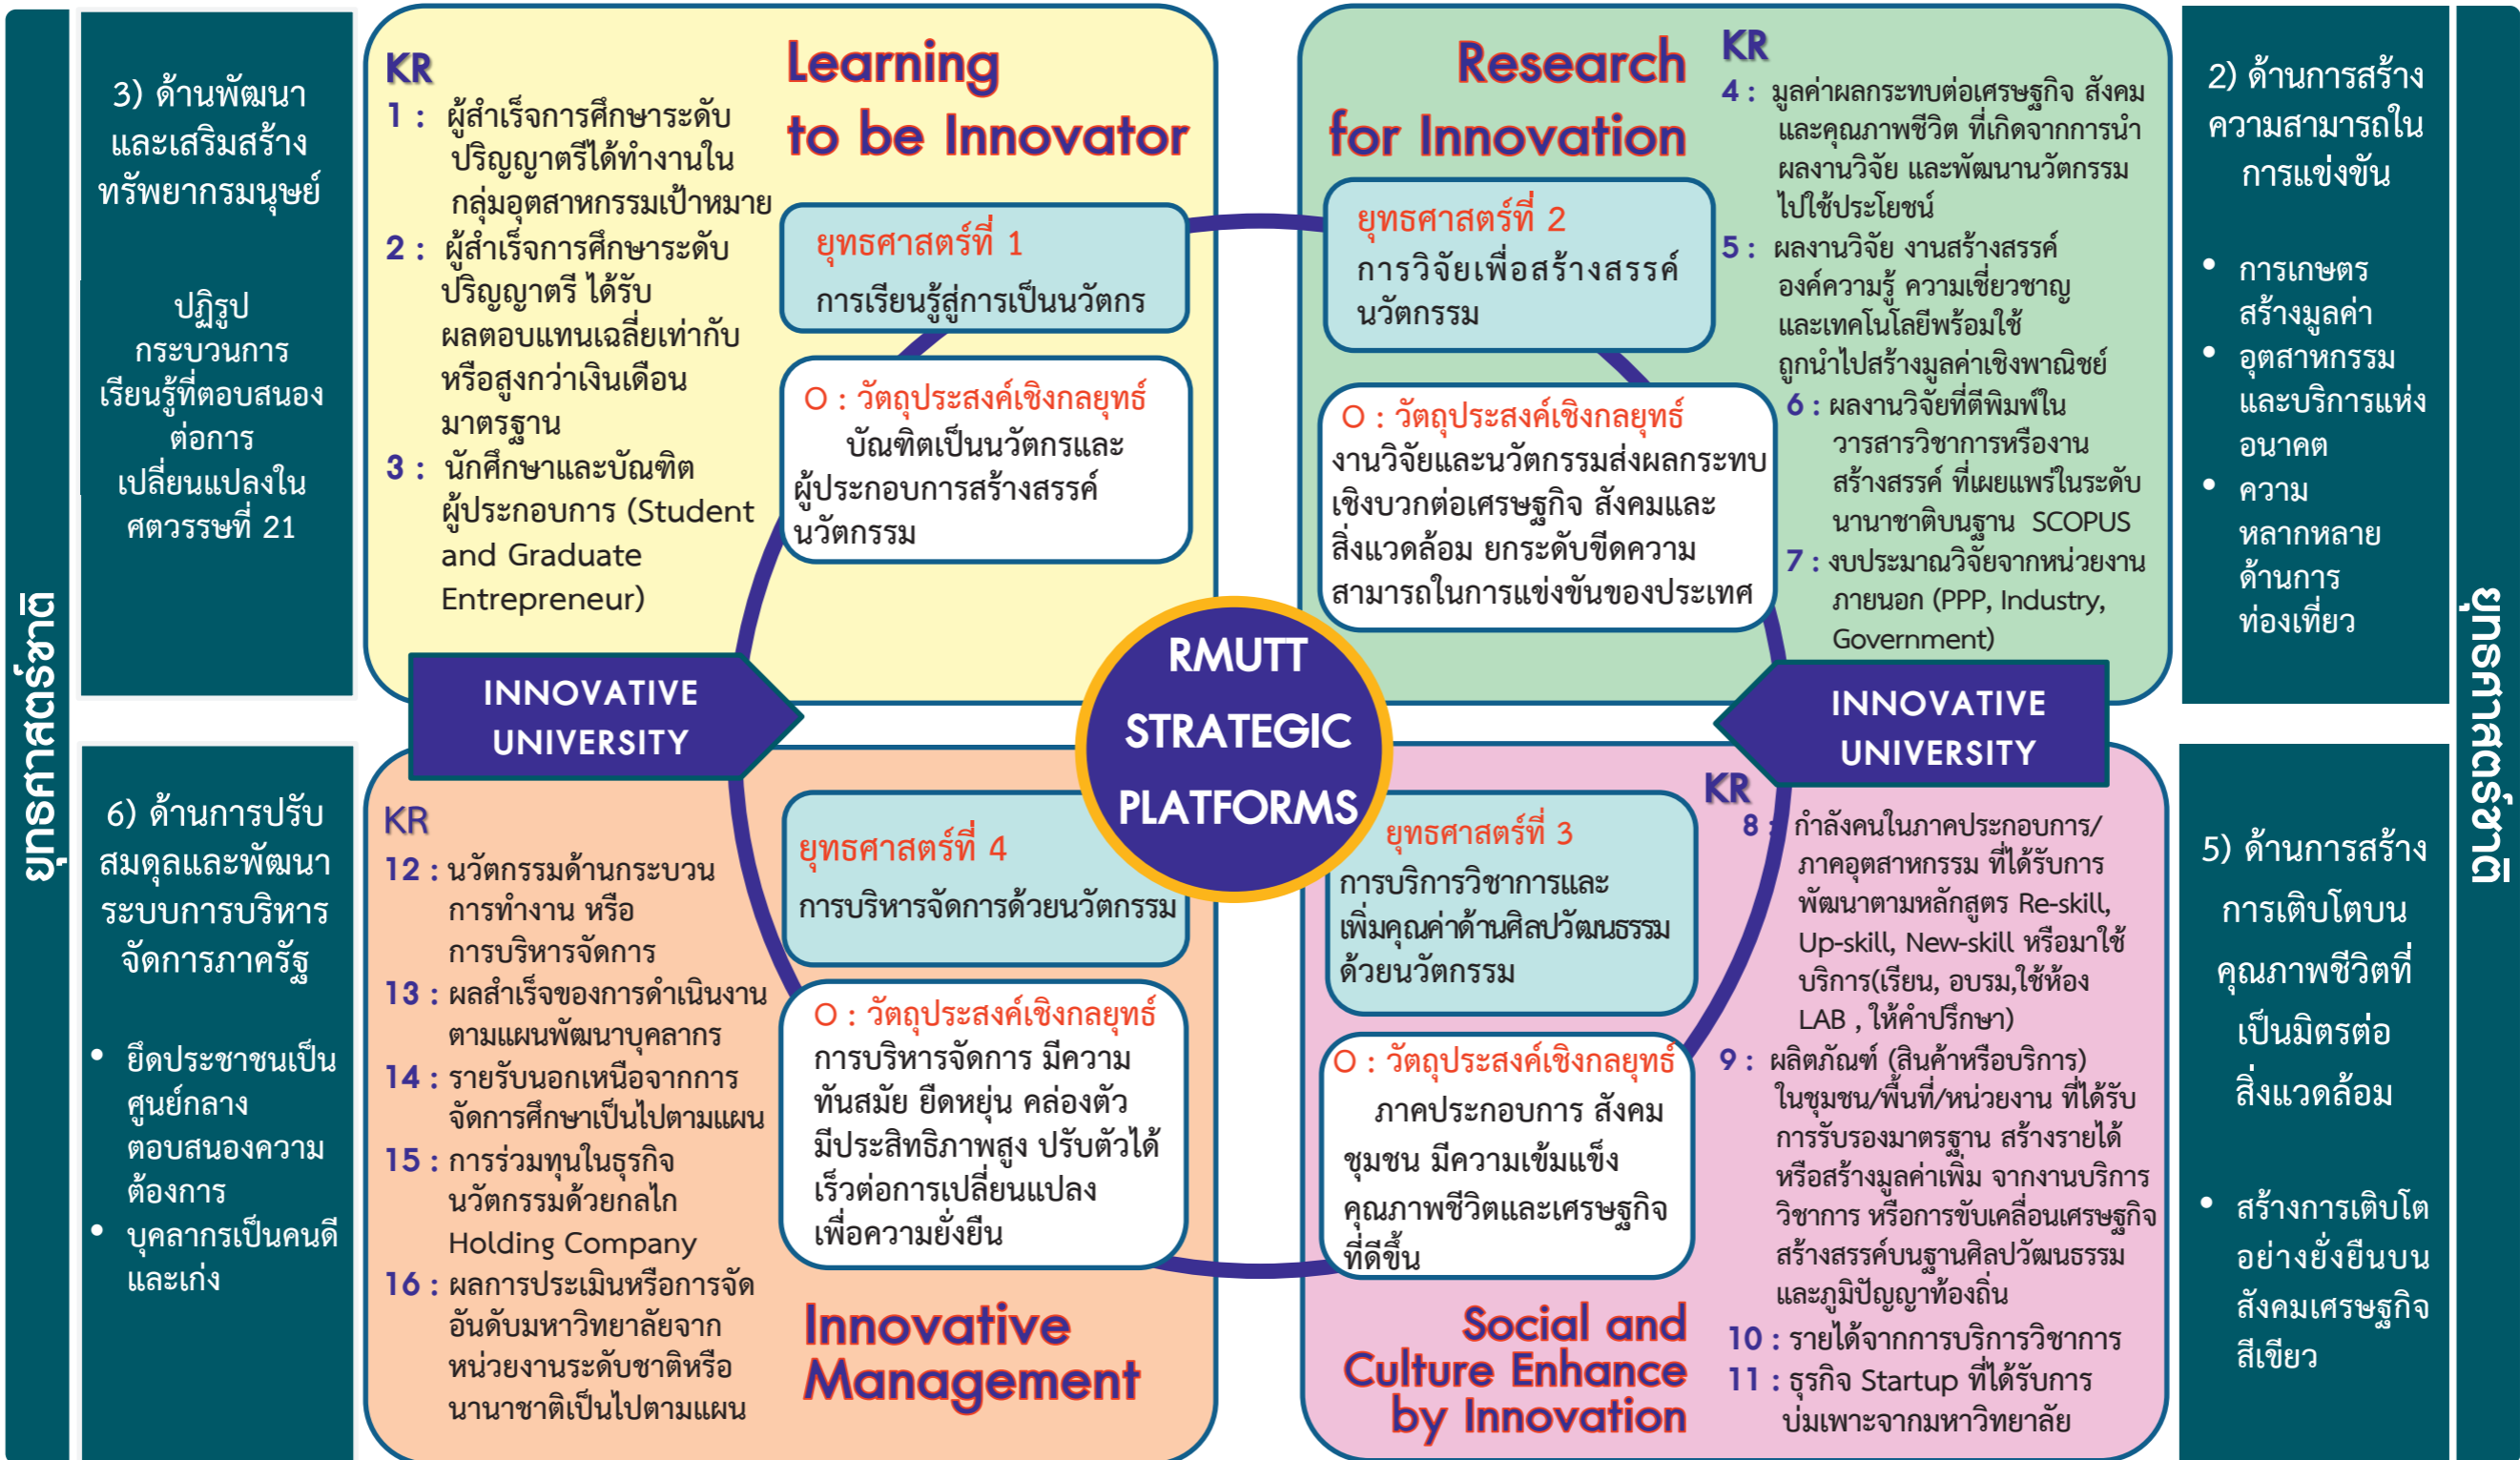 ยุทธศาสตร์ชาติ
3) ด้านพัฒนา
และเสริมสร้าง
ทรัพยากรมนุษย์
ปฏิรูป
กระบวนการ
เรียนรู้ที่ตอบสนอง
ต่อการ
เปลี่ยนแปลงใน
ศตวรรษที่ 21
KR
1 : ผู้สำเร็จการศึกษาระดับ
ปริญญาตรีได้ทำงานใน
กลุ่มอุตสาหกรรมเป้าหมาย
2 : ผู้สำเร็จการศึกษาระดับ
ปริญญาตรี ได้รับ
ผลตอบแทนเฉลี่ยเท่ากับ
หรือสูงกว่าเงินเดือน
มาตรฐาน
3 : นักศึกษาและบัณฑิต
ผู้ประกอบการ (Student
and Graduate
Entrepreneur)
Learning
to be Innovator
ยุทธศาสตร์ที่ 1
การเรียนรู้สู่การเป็นนวัตกร
O : วัตถุประสงค์เชิงกลยุทธ์
บัณฑิตเป็นนวัตกรและ
ผู้ประกอบการสร้างสรรค์
นวัตกรรม
Research
for Innovation
ยุทธศาสตร์ที่ 2
การวิจัยเพื่อสร้างสรรค์
นวัตกรรม
O : วัตถุประสงค์เชิงกลยุทธ์
งานวิจัยและนวัตกรรมส่งผลกระทบ
เชิงบวกต่อเศรษฐกิจ สังคมและ
สิ่งแวดล้อม ยกระดับขีดความ
สามารถในการแข่งขันของประเทศ
KR
4 : มูลค่าผลกระทบต่อเศรษฐกิจ สังคม
และคุณภาพชีวิต ที่เกิดจากการนำ
ผลงานวิจัย และพัฒนานวัตกรรม
ไปใช้ประโยชน์
5 : ผลงานวิจัย งานสร้างสรรค์
องค์ความรู้ ความเชี่ยวชาญ
และเทคโนโลยีพร้อมใช้
ถูกนำไปสร้างมูลค่าเชิงพาณิชย์
6 : ผลงานวิจัยที่ตีพิมพ์ใน
วารสารวิชาการหรืองาน
สร้างสรรค์ ที่เผยแพร่ในระดับ
นานาชาติบนฐาน SCOPUS
7 : งบประมาณวิจัยจากหน่วยงาน
ภายนอก (PPP, Industry,
Government)
2) ด้านการสร้าง
ความสามารถใน
การแข่งขัน
• การเกษตร
สร้างมูลค่า
• อุตสาหกรรม
และบริการแห่ง
อนาคต
• ความ
หลากหลาย
ด้านการ
ท่องเที่ยว
ยุทธศาสตร์ชาติ
INNOVATIVE
UNIVERSITY
RMUTT
STRATEGIC
PLATFORMS
INNOVATIVE
UNIVERSITY
6) ด้านการปรับ
สมดุลและพัฒนา
ระบบการบริหาร
จัดการภาครัฐ
• ยึดประชาชนเป็น
ศูนย์กลาง
ตอบสนองความ
ต้องการ
• บุคลากรเป็นคนดี
และเก่ง
KR
12 : นวัตกรรมด้านกระบวน
การทำงาน หรือ
การบริหารจัดการ
13 : ผลสำเร็จของการดำเนินงาน
ตามแผนพัฒนาบุคลากร
14 : รายรับนอกเหนือจากการ
จัดการศึกษาเป็นไปตามแผน
15 : การร่วมทุนในธุรกิจ
นวัตกรรมด้วยกลไก
Holding Company
16 : ผลการประเมินหรือการจัด
อันดับมหาวิทยาลัยจาก
หน่วยงานระดับชาติหรือ
นานาชาติเป็นไปตามแผน
ยุทธศาสตร์ที่ 4
การบริหารจัดการด้วยนวัตกรรม
O : วัตถุประสงค์เชิงกลยุทธ์
การบริหารจัดการ มีความ
ทันสมัย ยืดหยุ่น คล่องตัว
มีประสิทธิภาพสูง ปรับตัวได้
เร็วต่อการเปลี่ยนแปลง
เพื่อความยั่งยืน
Innovative
Management
ยุทธศาสตร์ที่ 3
การบริการวิชาการและ
เพิ่มคุณค่าด้านศิลปวัฒนธรรม
ด้วยนวัตกรรม
O : วัตถุประสงค์เชิงกลยุทธ์
ภาคประกอบการ สังคม
ชุมชน มีความเข้มแข็ง
คุณภาพชีวิตและเศรษฐกิจ
ที่ดีขึ้น
Social and
Culture Enhance
by Innovation
KR
8 : กำลังคนในภาคประกอบการ/
ภาคอุตสาหกรรม ที่ได้รับการ
พัฒนาตามหลักสูตร Re-skill,
Up-skill, New-skill หรือมาใช้
บริการ(เรียน, อบรม,ใช้ห้อง
LAB , ให้คำปรึกษา)
9 : ผลิตภัณฑ์ (สินค้าหรือบริการ)
ในชุมชน/พื้นที่/หน่วยงาน ที่ได้รับ
การรับรองมาตรฐาน สร้างรายได้
หรือสร้างมูลค่าเพิ่ม จากงานบริการ
วิชาการ หรือการขับเคลื่อนเศรษฐกิจ
สร้างสรรค์บนฐานศิลปวัฒนธรรม
และภูมิปัญญาท้องถิ่น
10 : รายได้จากการบริการวิชาการ
11 : ธุรกิจ Startup ที่ได้รับการ
บ่มเพาะจากมหาวิทยาลัย
5) ด้านการสร้าง
การเติบโตบน
คุณภาพชีวิตที่
เป็นมิตรต่อ
สิ่งแวดล้อม
• สร้างการเติบโต
อย่างยั่งยืนบน
สังคมเศรษฐกิจ
สีเขียว